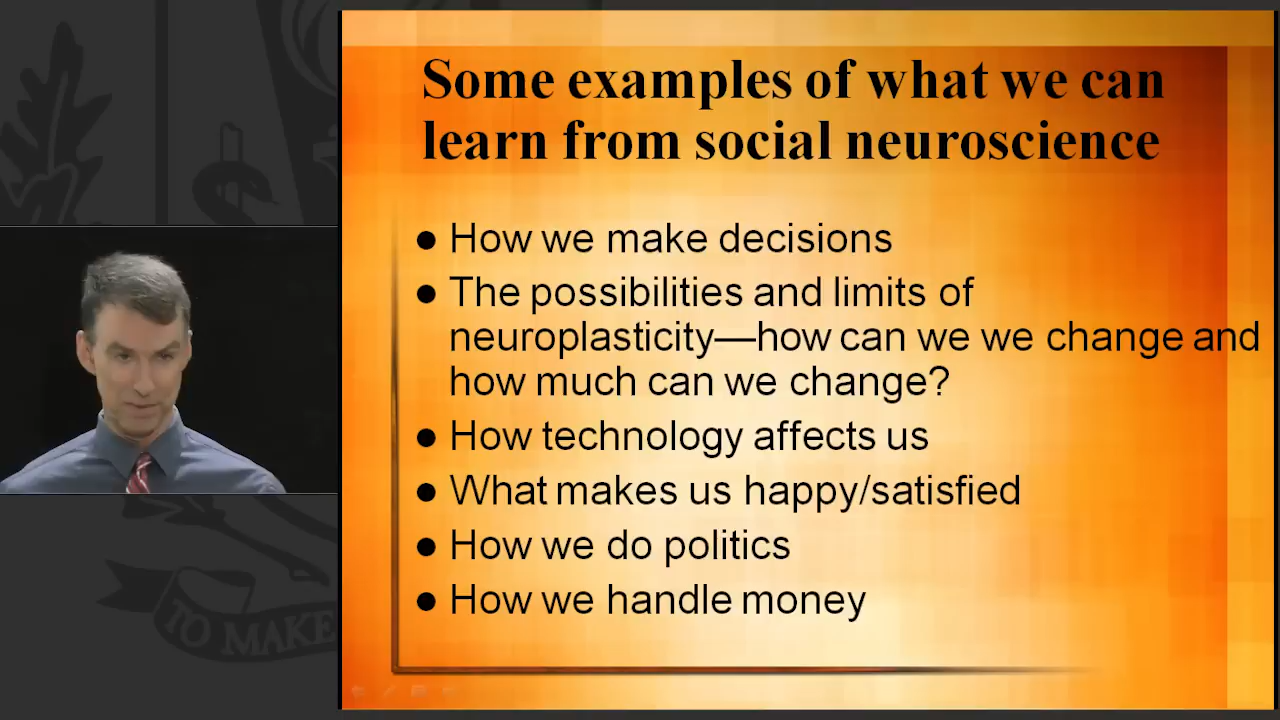 Some examples of what we can
learn from social neuroscience
● How we make decisions
● The possibilities and limits of
neuroplasticity—how can we we change and
how much can we change?
● How technology affects us
● What makes us happy/satisfied
● How we do politics
● How we handle money
TO MAKE